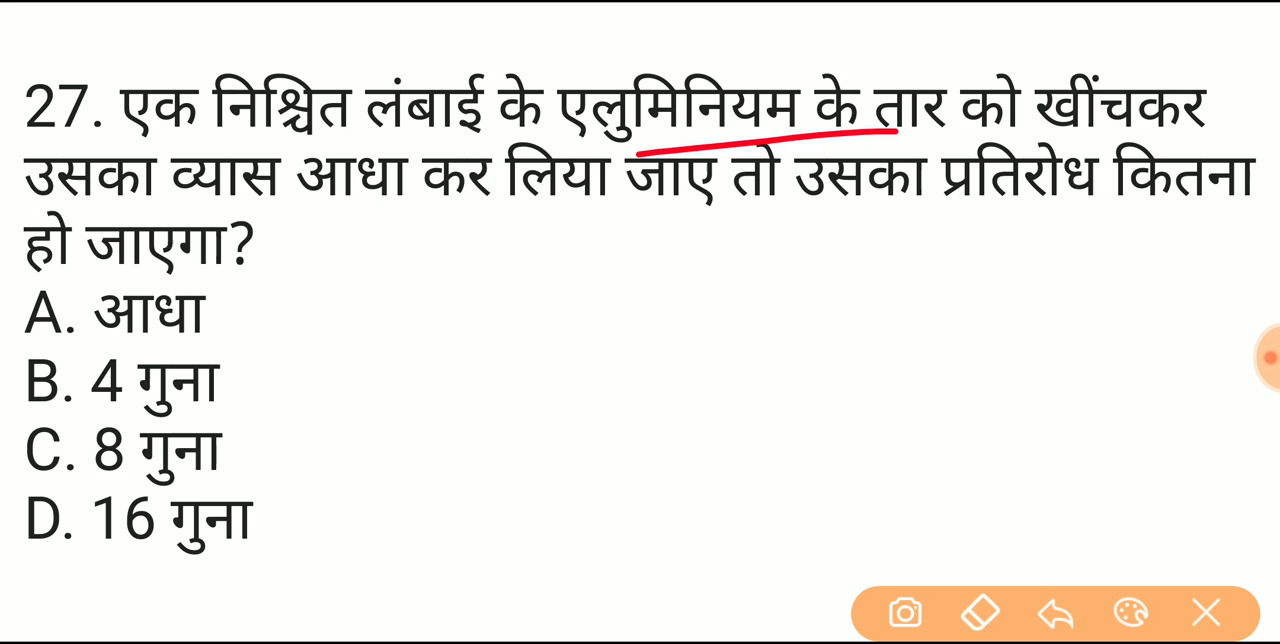 27. एक निश्चित लंबाई के एलुमिनियम के तार को खींचकर
उसका व्यास आधा कर लिया जाए तो उसका प्रतिरोध कितना
हो जाएगा?
A. आधा
B. 4 गुना
C. 8 गुना
D. 16 गुना